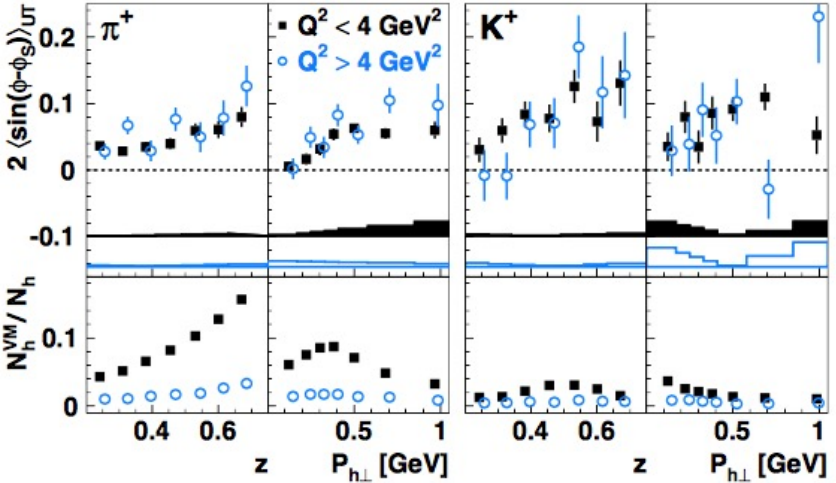 π+ ■ Q² < 4 GeV² K+
○ Q² > 4 GeV²
2 ⟨sin(ϕ-ϕS)⟩UT
0.2
0.1
0
-0.1
NhVM / Nh
0.1
0
0.4 0.6 0.5 1 0.4 0.6 0.5 1
z Ph⊥ [GeV] z Ph⊥ [GeV]